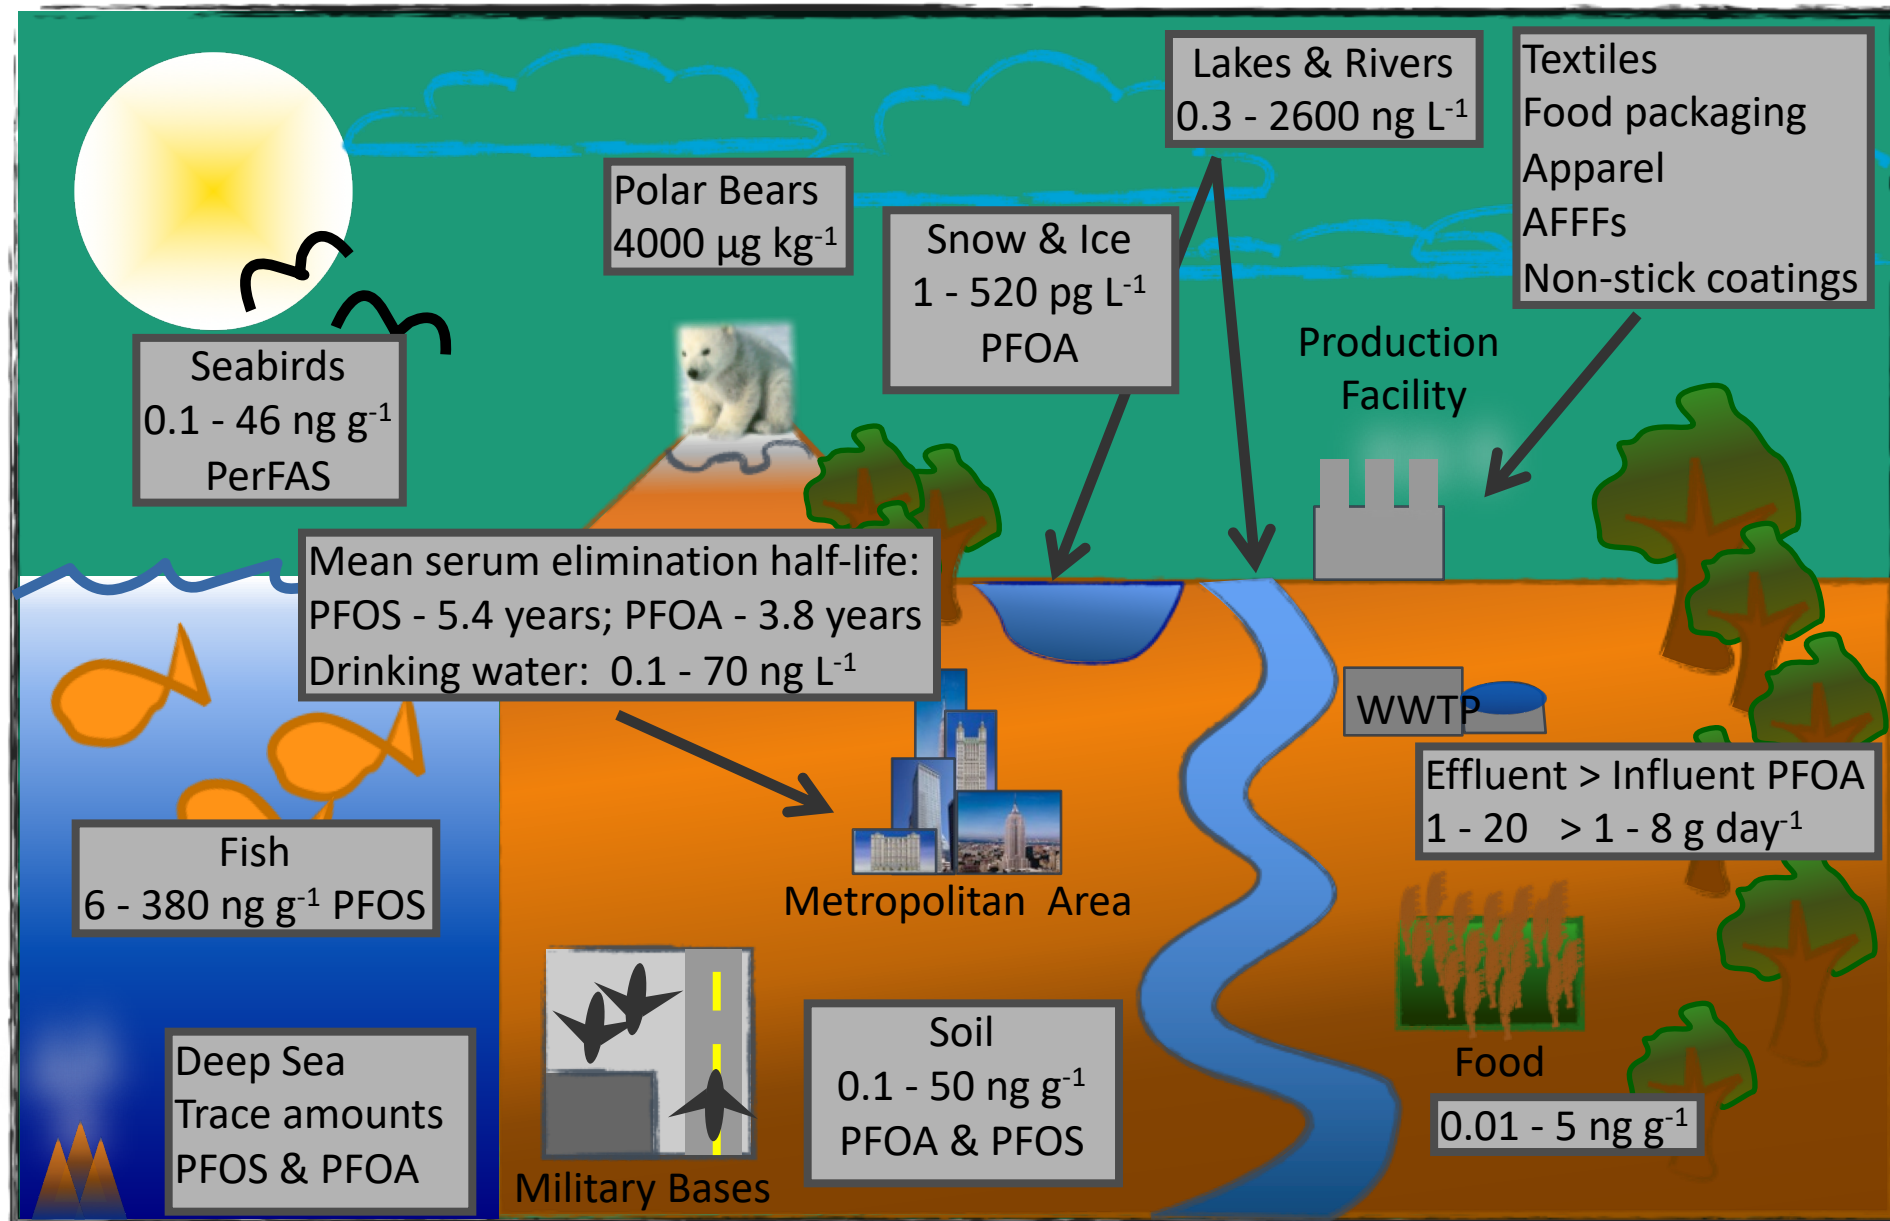 Lakes & Rivers
0.3 - 2600 ng L⁻¹
Textiles
Food packaging
Apparel
AFFFs
Non-stick coatings
Polar Bears
4000 µg kg⁻¹
Snow & Ice
1 - 520 pg L⁻¹
PFOA
Production
Facility
Seabirds
0.1 - 46 ng g⁻¹
PerFAS
Mean serum elimination half-life:
PFOS - 5.4 years; PFOA - 3.8 years
Drinking water: 0.1 - 70 ng L⁻¹
WWTP
Effluent > Influent PFOA
1 - 20 > 1 - 8 g day⁻¹
Fish
6 - 380 ng g⁻¹ PFOS
Metropolitan Area
Deep Sea
Trace amounts
PFOS & PFOA
Military Bases
Soil
0.1 - 50 ng g⁻¹
PFOA & PFOS
Food
0.01 - 5 ng g⁻¹